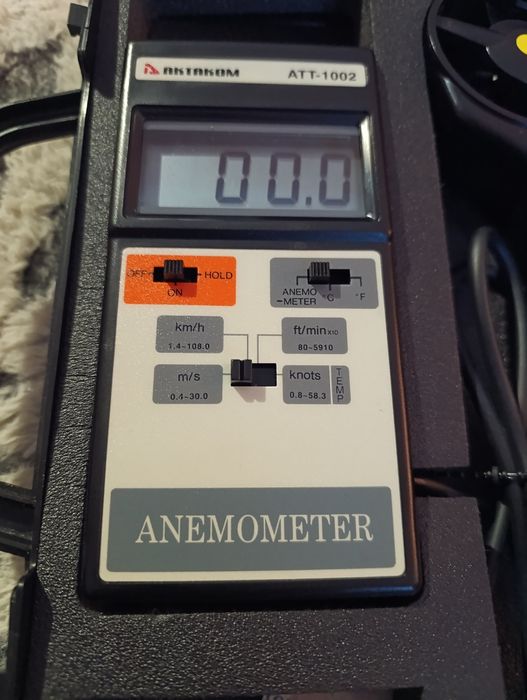 AKTAKOM ATT-1002
00.0
OFF HOLD
ON
ANEMO
-METER °C °F
km/h ft/min x10
1.4~108.0 80~5910
m/s knots TEMP
0.4~30.0 0.8~58.3
ANEMOMETER